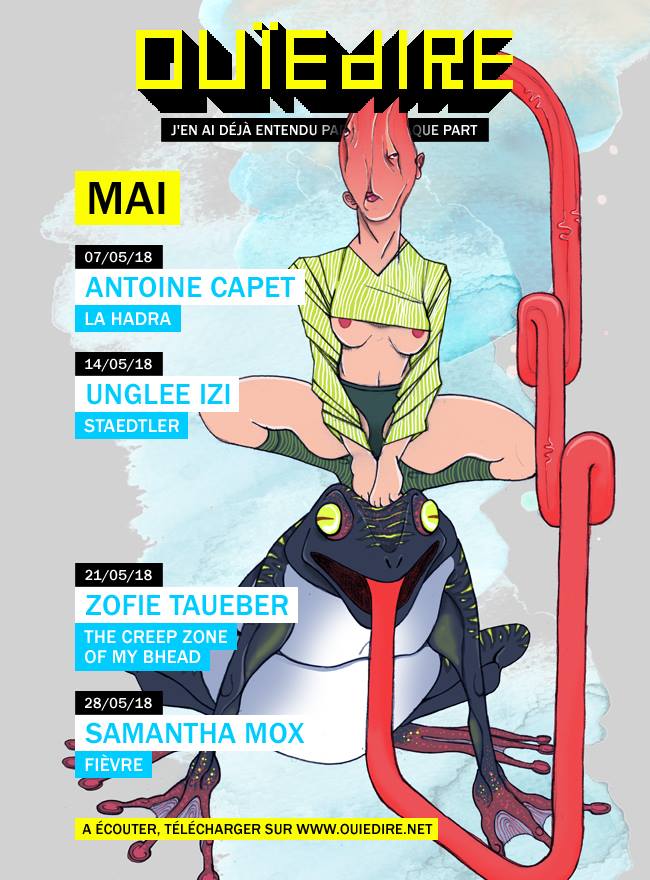 OUÏEDIRE
J'EN AI DÉJÀ ENTENDU PA QUE PART
MAI
07/05/18
ANTOINE CAPET
LA HADRA
14/05/18
UNGLEE IZI
STAEDTLER
21/05/18
ZOFIE TAUEBER
THE CREEP ZONE
OF MY BHEAD
28/05/18
SAMANTHA MOX
FIÈVRE
A ÉCOUTER, TÉLÉCHARGER SUR WWW.OUIEDIRE.NET